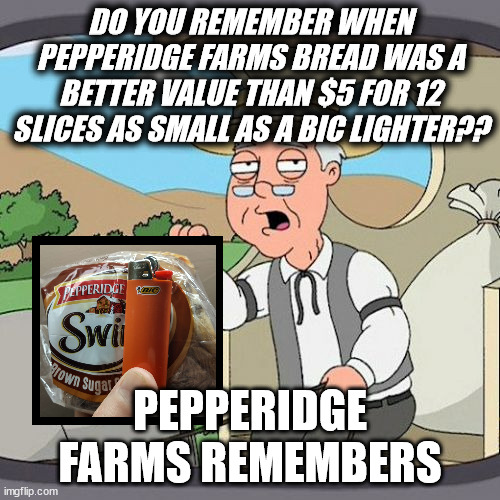 DO YOU REMEMBER WHEN
PEPPERIDGE FARMS BREAD WAS A
BETTER VALUE THAN $5 FOR 12
SLICES AS SMALL AS A BIC LIGHTER??
PEPPERIDGE
BIC
Swi
rown Sugar
PEPPERIDGE
FARMS REMEMBERS
imgflip.com